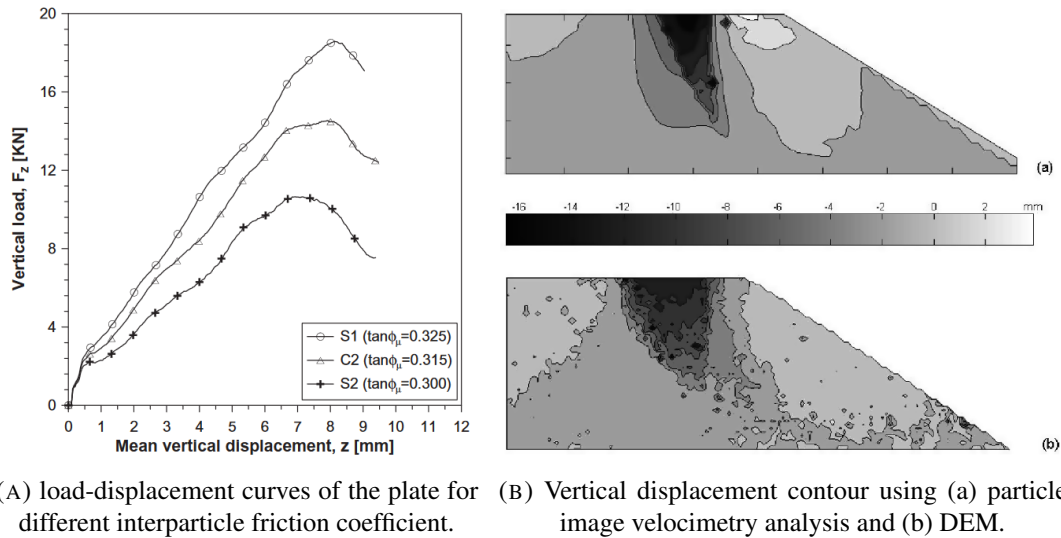 20
16
12
8
4
0
Vertical load, F_z [KN]
S1 (tanϕ_μ=0.325)
C2 (tanϕ_μ=0.315)
S2 (tanϕ_μ=0.300)
0 1 2 3 4 5 6 7 8 9 10 11 12
Mean vertical displacement, z [mm]
(a)
-16 -14 -12 -10 -8 -6 -4 -2 0 2 mm
(b)
(A) load-displacement curves of the plate for
different interparticle friction coefficient.
(B) Vertical displacement contour using (a) particle
image velocimetry analysis and (b) DEM.